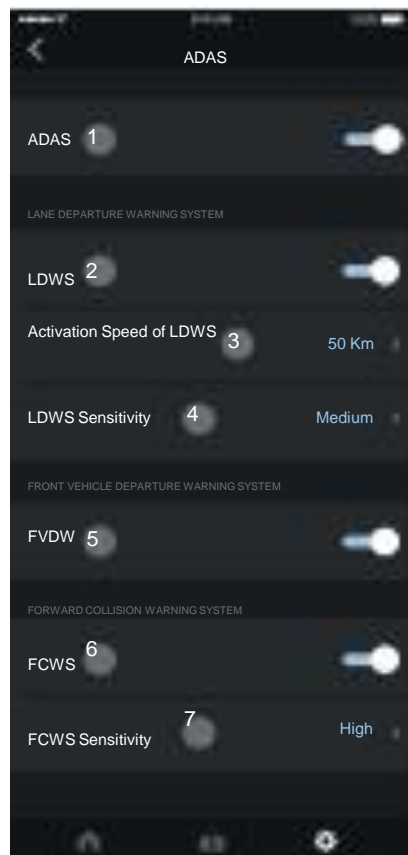 ADAS
ADAS 1
LANE DEPARTURE WARNING SYSTEM
LDWS 2
Activation Speed of LDWS 3 50 Km
LDWS Sensitivity 4 Medium
FRONT VEHICLE DEPARTURE WARNING SYSTEM
FVDW 5
FORWARD COLLISION WARNING SYSTEM
FCWS 6
FCWS Sensitivity 7 High